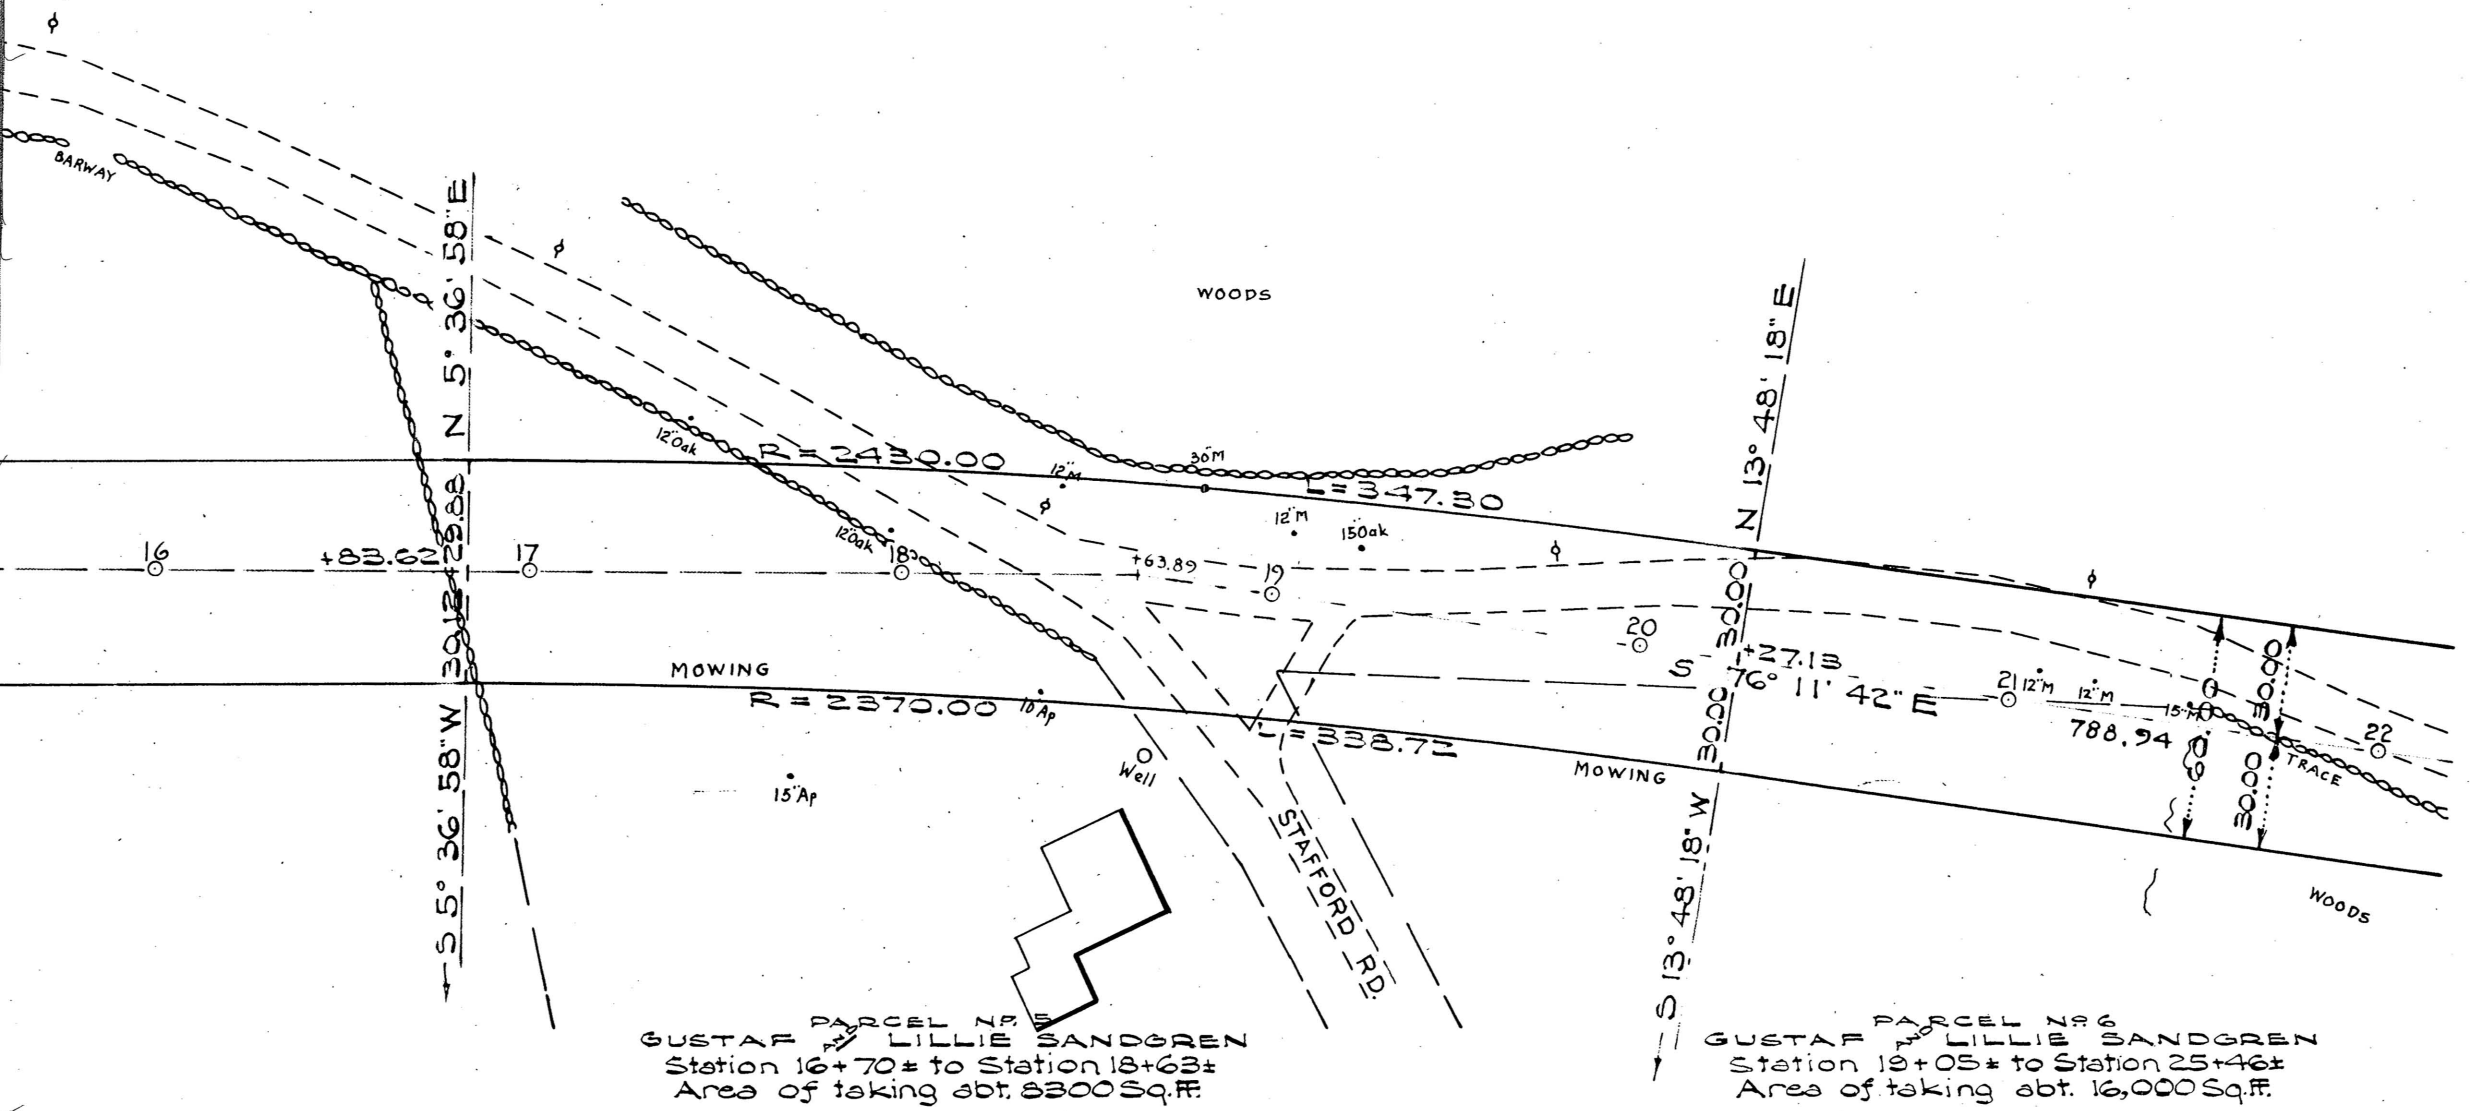 BARWAY
N 5° 36' 58" E
WOODS
N 13° 48' 18" E
12"Oak
R = 2430.00
12"M
30"M
L = 347.30
12"M
15"Oak
12"Oak
16
+83.62
29.88
17
18
+63.89
19
20
30.12
30.00
+27.13
S 76° 11' 42" E
21
12"M
12"M
15"M
788.94
60.0
30.00
30.00
22
TRACE
MOWING
R = 2370.00
10"Ap
L = 338.72
30.00
MOWING
Well
15"Ap
S 5° 36' 58" W
STAFFORD RD.
S 13° 48' 18" W
WOODS
PARCEL Nº 5
GUSTAF AND LILLIE SANDGREN
Station 16+70± to Station 18+63±
Area of taking abt. 8300 Sq.Ft.
PARCEL Nº 6
GUSTAF AND LILLIE SANDGREN
Station 19+05± to Station 25+46±
Area of taking abt. 16,000 Sq.Ft.